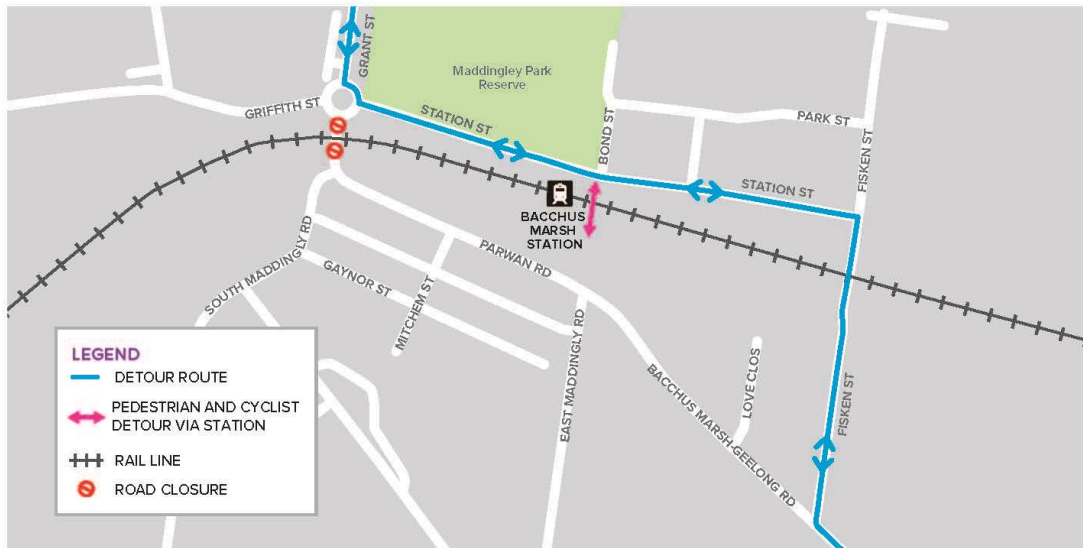 GRANT ST
Maddingley Park
Reserve
GRIFFITH ST
STATION ST
BOND ST
PARK ST
FISKEN ST
STATION ST
BACCHUS
MARSH
STATION
SOUTH MADDINGLY RD
PARWAN RD
GAYNOR ST
MITCHEM ST
EAST MADDINGLY RD
BACCHUS MARSH-GEELONG RD
LOVE CLOS
FISKEN ST
LEGEND
DETOUR ROUTE
PEDESTRIAN AND CYCLIST
DETOUR VIA STATION
RAIL LINE
ROAD CLOSURE